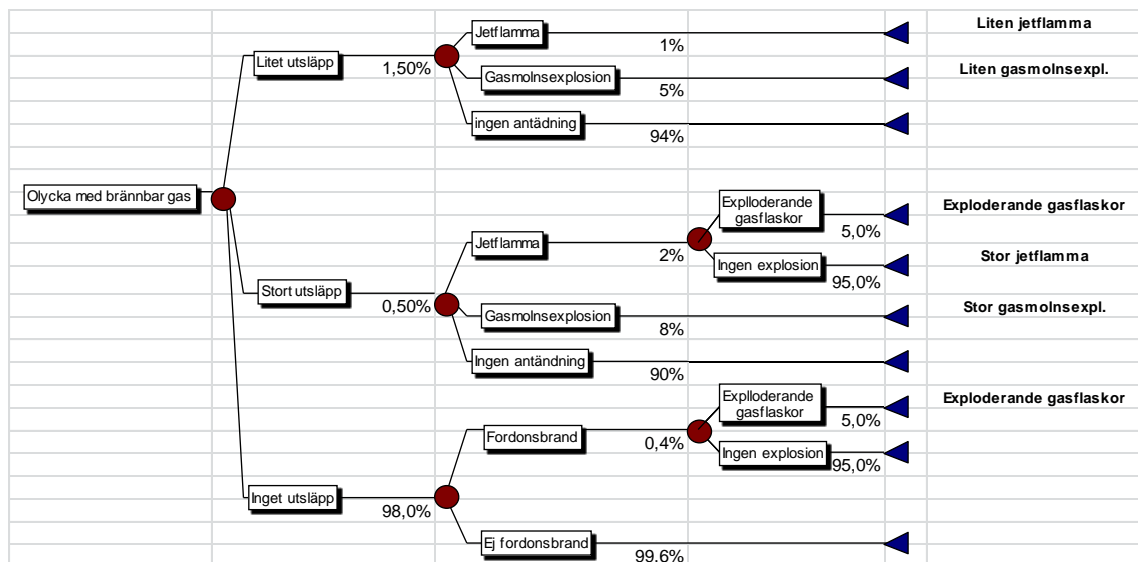 Jetflamma
1%
Liten jetflamma
Litet utsläpp
1,50%
Gasmolnsexplosion
5%
Liten gasmolnsexpl.
ingen antädning
94%
Olycka med brännbar gas
Explloderande
gasflaskor
5,0%
Exploderande gasflaskor
Jetflamma
2%
Ingen explosion
95,0%
Stor jetflamma
Stort utsläpp
0,50%
Gasmolnsexplosion
8%
Stor gasmolnsexpl.
Ingen antändning
90%
Explloderande
gasflaskor
5,0%
Exploderande gasflaskor
Fordonsbrand
0,4%
Ingen explosion
95,0%
Inget utsläpp
98,0%
Ej fordonsbrand
99,6%